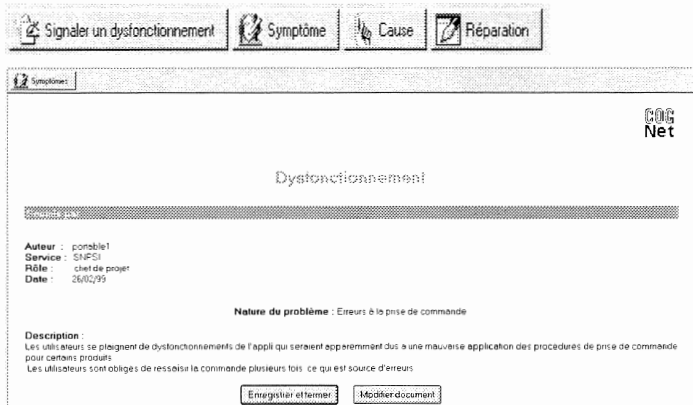 Signaler un dysfonctionnement Symptôme Cause Réparation
Symptômes
COG
Net
Dysfonctionnement
Auteur : portable1
Service : SNPSI
Rôle : chef de projet
Date : 26/02/99
Nature du problème : Erreurs à la prise de commande
Description :
Les utilisateurs se plaignent de dysfonctionnements de l'appli qui seraient apparemment dus a une mauvaise application des procedures de prise de commande
pour certains produits
Les utilisateurs sont obliges de ressaisir la commande plusieurs fois ce qui est source d'erreurs
Enregistrer et fermer Modifier document